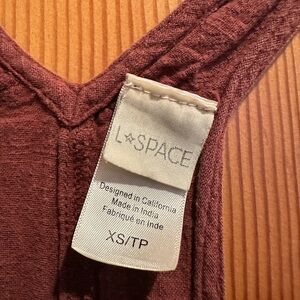 L☆SPACE
Designed in California
Made in India
Fabriqué en Inde
XS/TP